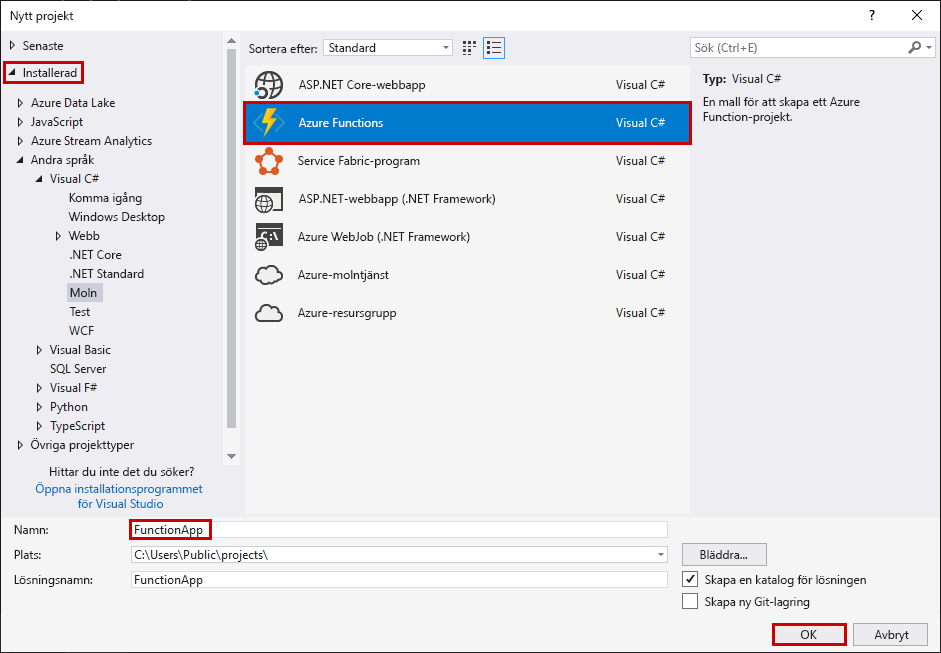 Nytt projekt
?
Senaste
Installerad
Azure Data Lake
JavaScript
Azure Stream Analytics
Andra språk
Visual C#
Komma igång
Windows Desktop
Webb
.NET Core
.NET Standard
Moln
Test
WCF
Visual Basic
SQL Server
Visual F#
Python
TypeScript
Övriga projekttyper
Hittar du inte det du söker?
Öppna installationsprogrammet
för Visual Studio
Sortera efter: Standard
ASP.NET Core-webbapp Visual C#
Azure Functions Visual C#
Service Fabric-program Visual C#
ASP.NET-webbapp (.NET Framework) Visual C#
Azure WebJob (.NET Framework) Visual C#
Azure-molntjänst Visual C#
Azure-resursgrupp Visual C#
Sök (Ctrl+E)
Typ: Visual C#
En mall för att skapa ett Azure
Function-projekt.
Namn: FunctionApp
Plats: C:\Users\Public\projects\
Bläddra...
Lösningsnamn: FunctionApp
Skapa en katalog för lösningen
Skapa ny Git-lagring
OK
Avbryt